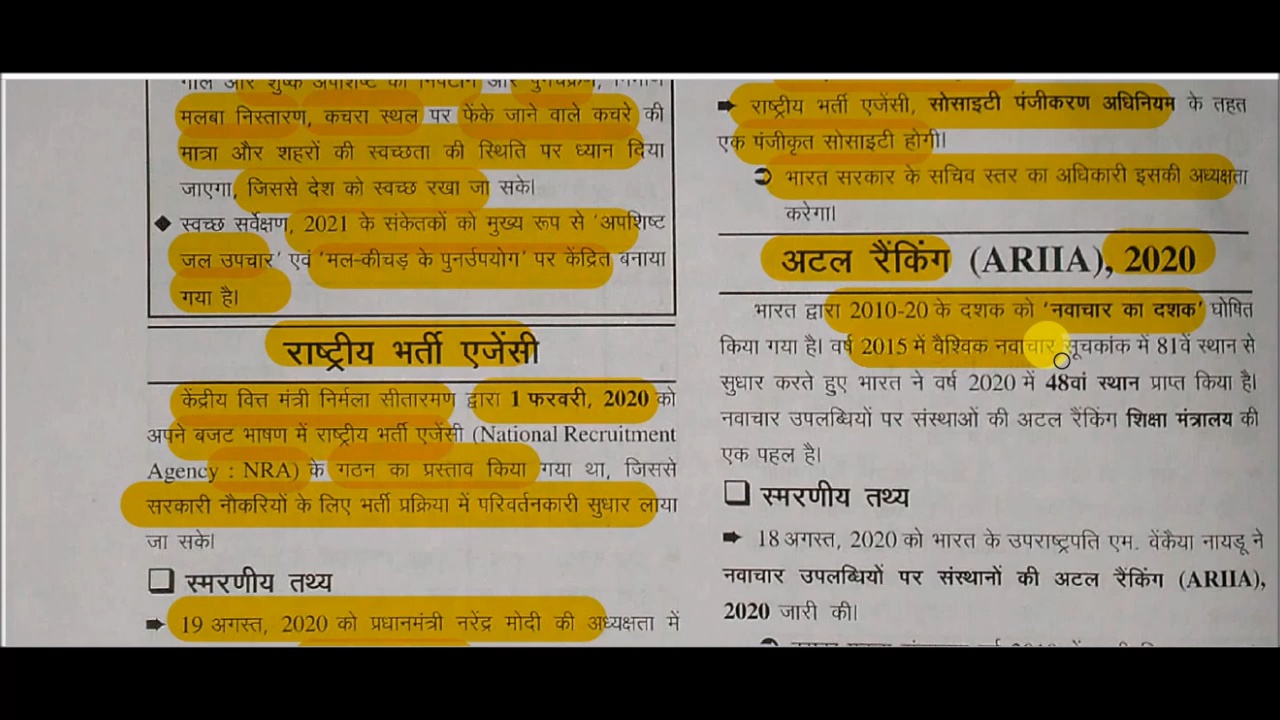 गीले और शुष्क अपशिष्ट के निपटान और पुनर्चक्रण, निर्माण
मलबा निस्तारण, कचरा स्थल पर फेंके जाने वाले कचरे की
मात्रा और शहरों की स्वच्छता की स्थिति पर ध्यान दिया
जाएगा, जिससे देश को स्वच्छ रखा जा सके।
◆ स्वच्छ सर्वेक्षण, 2021 के संकेतकों को मुख्य रूप से 'अपशिष्ट
जल उपचार' एवं 'मल-कीचड़ के पुनर्उपयोग' पर केंद्रित बनाया
गया है।
राष्ट्रीय भर्ती एजेंसी
केंद्रीय वित्त मंत्री निर्मला सीतारमण द्वारा 1 फरवरी, 2020 को
अपने बजट भाषण में राष्ट्रीय भर्ती एजेंसी (National Recruitment
Agency : NRA) के गठन का प्रस्ताव किया गया था, जिससे
सरकारी नौकरियों के लिए भर्ती प्रक्रिया में परिवर्तनकारी सुधार लाया
जा सके।
❑ स्मरणीय तथ्य
➡ 19 अगस्त, 2020 को प्रधानमंत्री नरेंद्र मोदी की अध्यक्षता में
➡ राष्ट्रीय भर्ती एजेंसी, सोसाइटी पंजीकरण अधिनियम के तहत
एक पंजीकृत सोसाइटी होगी।
➲ भारत सरकार के सचिव स्तर का अधिकारी इसकी अध्यक्षता
करेगा।
अटल रैंकिंग (ARIIA), 2020
भारत द्वारा 2010-20 के दशक को 'नवाचार का दशक' घोषित
किया गया है। वर्ष 2015 में वैश्विक नवाचार सूचकांक में 81वें स्थान से
सुधार करते हुए भारत ने वर्ष 2020 में 48वां स्थान प्राप्त किया है।
नवाचार उपलब्धियों पर संस्थाओं की अटल रैंकिंग शिक्षा मंत्रालय की
एक पहल है।
❑ स्मरणीय तथ्य
➡ 18 अगस्त, 2020 को भारत के उपराष्ट्रपति एम. वेंकैया नायडू ने
नवाचार उपलब्धियों पर संस्थानों की अटल रैंकिंग (ARIIA),
2020 जारी की।